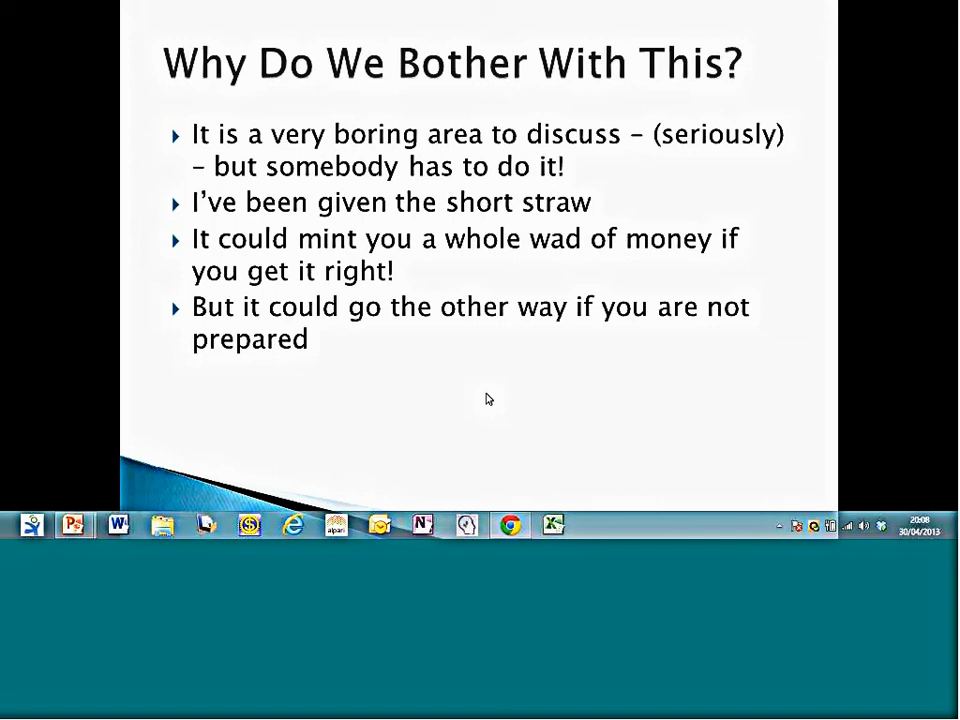 Why Do We Bother With This?
It is a very boring area to discuss – (seriously)
– but somebody has to do it!
I’ve been given the short straw
It could mint you a whole wad of money if
you get it right!
But it could go the other way if you are not
prepared
alpari
20:08
30/04/2013